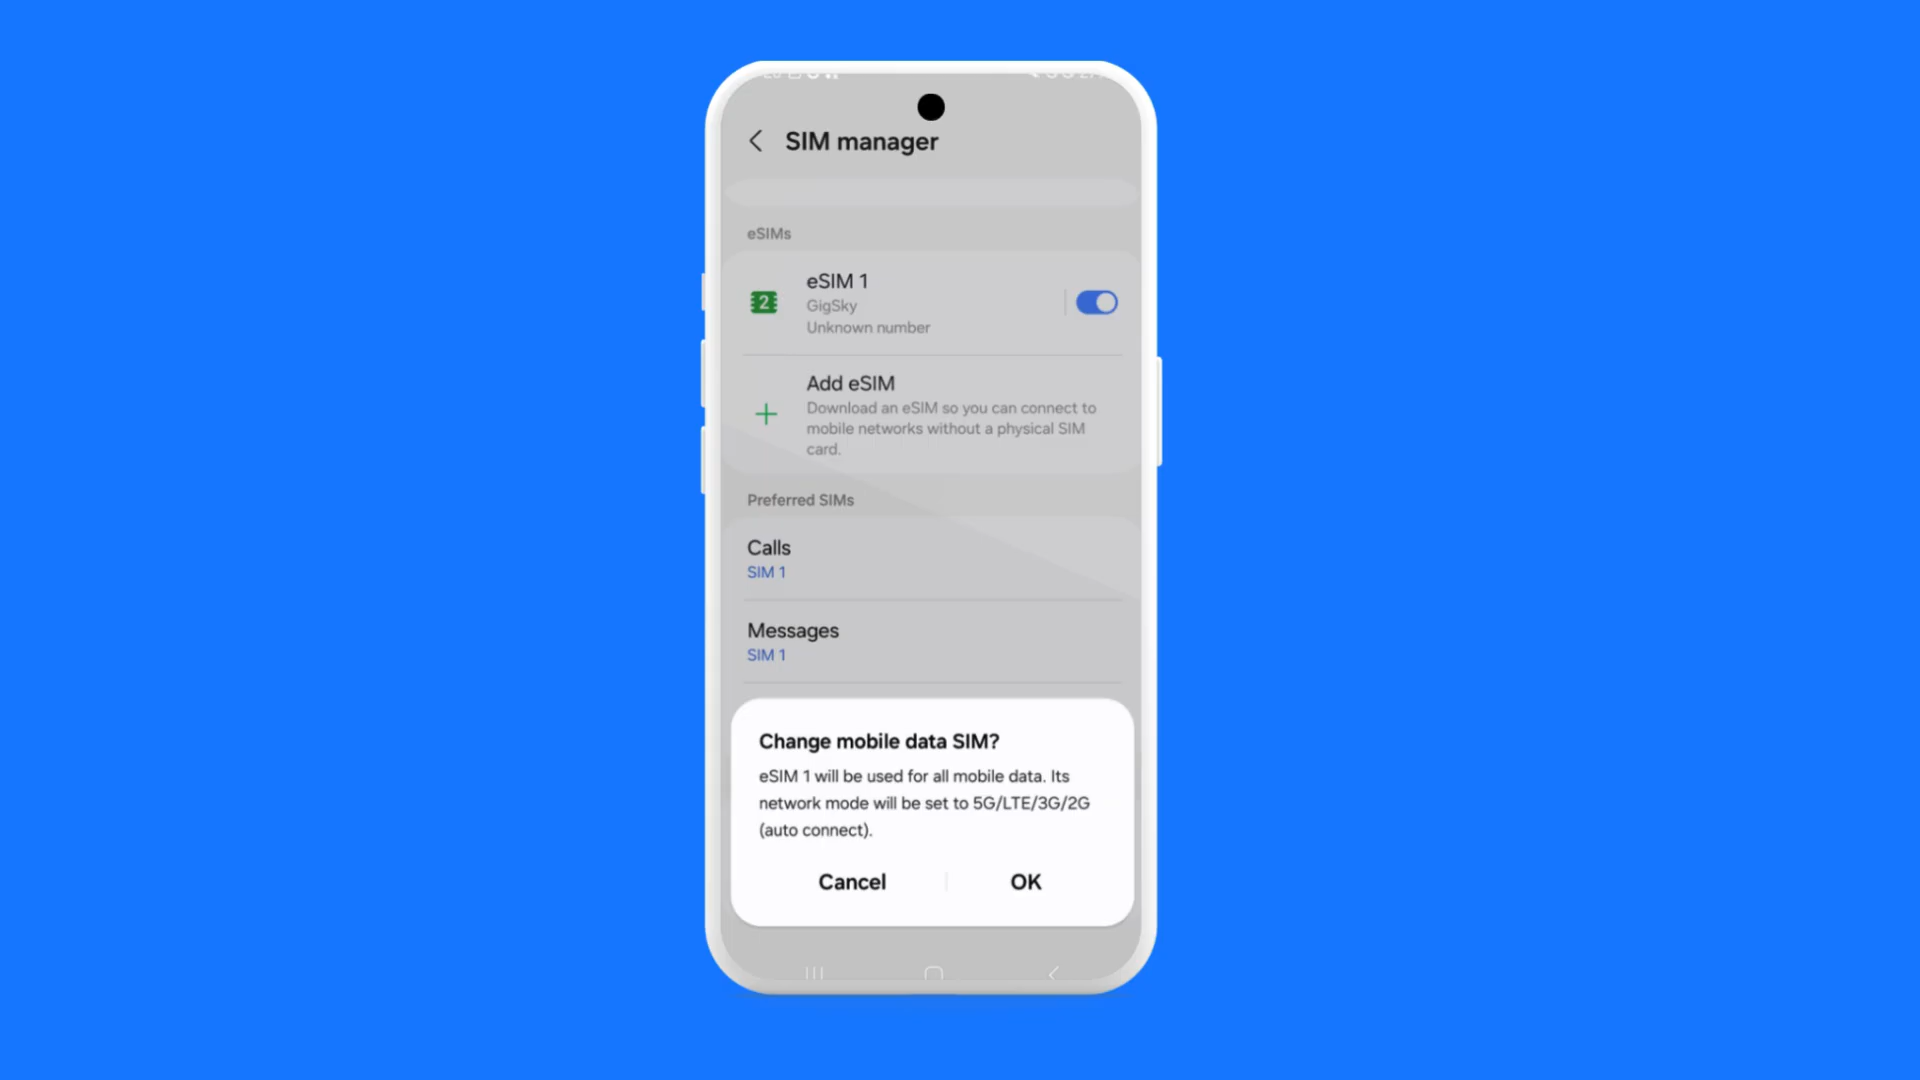 SIM manager
eSIMs
2
eSIM 1
GigSky
Unknown number
Add eSIM
Download an eSIM so you can connect to
mobile networks without a physical SIM
card.
Preferred SIMs
Calls
SIM 1
Messages
SIM 1
Change mobile data SIM?
eSIM 1 will be used for all mobile data. Its
network mode will be set to 5G/LTE/3G/2G
(auto connect).
Cancel
OK